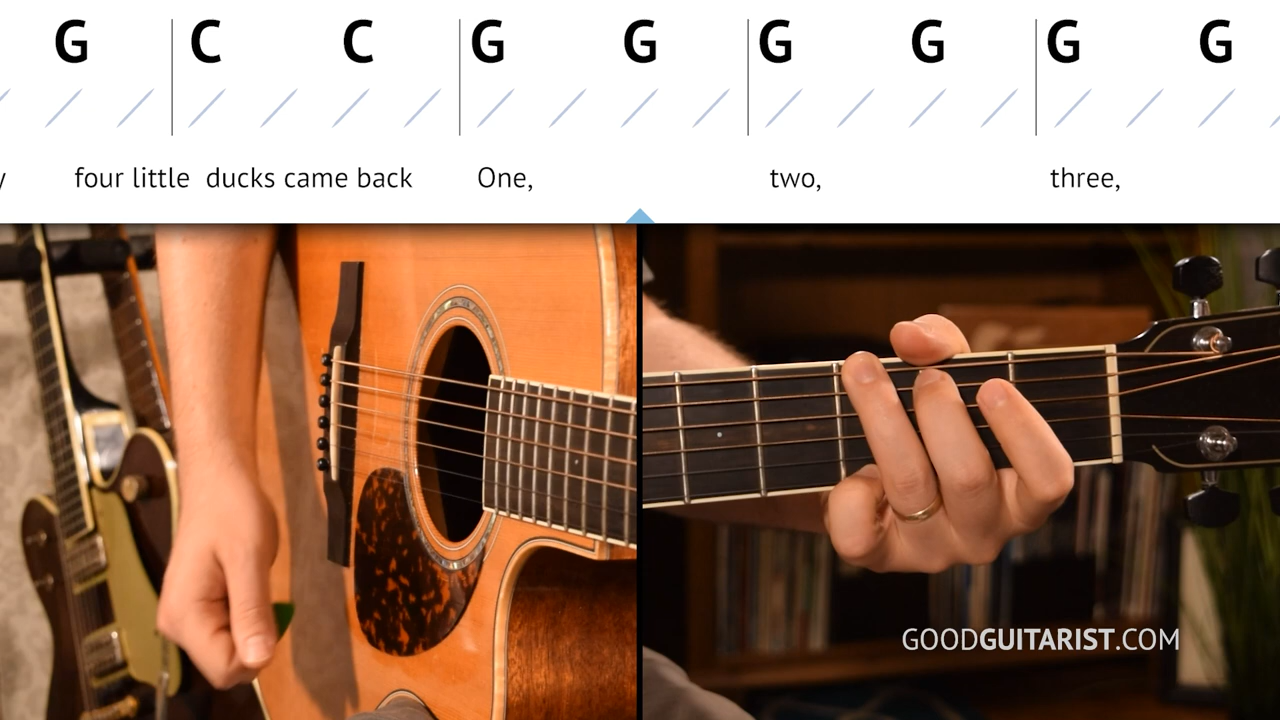 G C C G G G G G G
four little ducks came back One, two, three,
GOODGUITARIST.COM